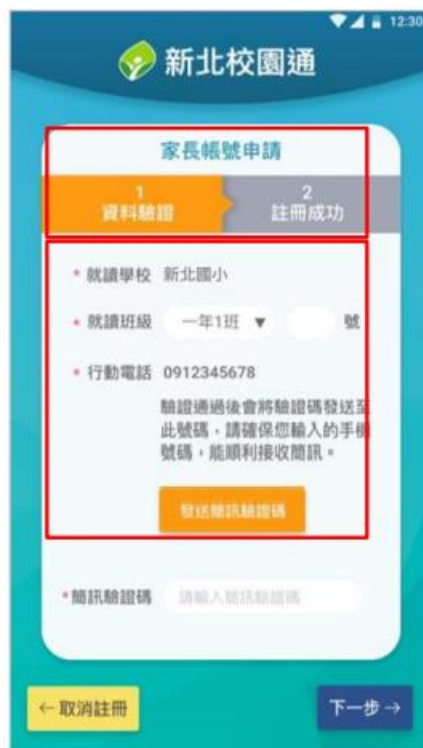 12:30
新北校園通
家長帳號申請
1
資料驗證
2
註冊成功
* 就讀學校 新北國小
* 就讀班級 一年1班 ▼ 號
* 行動電話 0912345678
驗證通過後會將驗證碼發送至
此號碼，請確保您輸入的手機
號碼，能順利接收簡訊。
發送簡訊驗證碼
*簡訊驗證碼 請輸入簡訊驗證碼
←取消註冊
下一步→